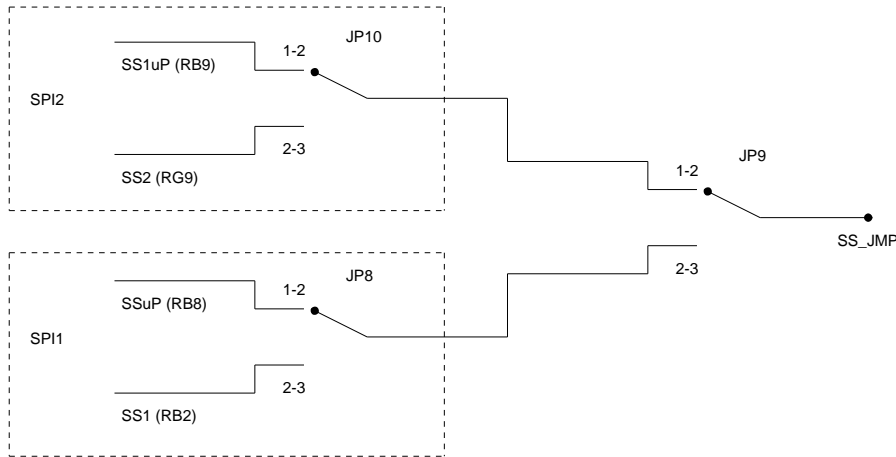 JP10
1-2
SS1uP (RB9)
SPI2
2-3
SS2 (RG9)
JP9
1-2
SS_JMP
2-3
JP8
1-2
SSuP (RB8)
SPI1
2-3
SS1 (RB2)